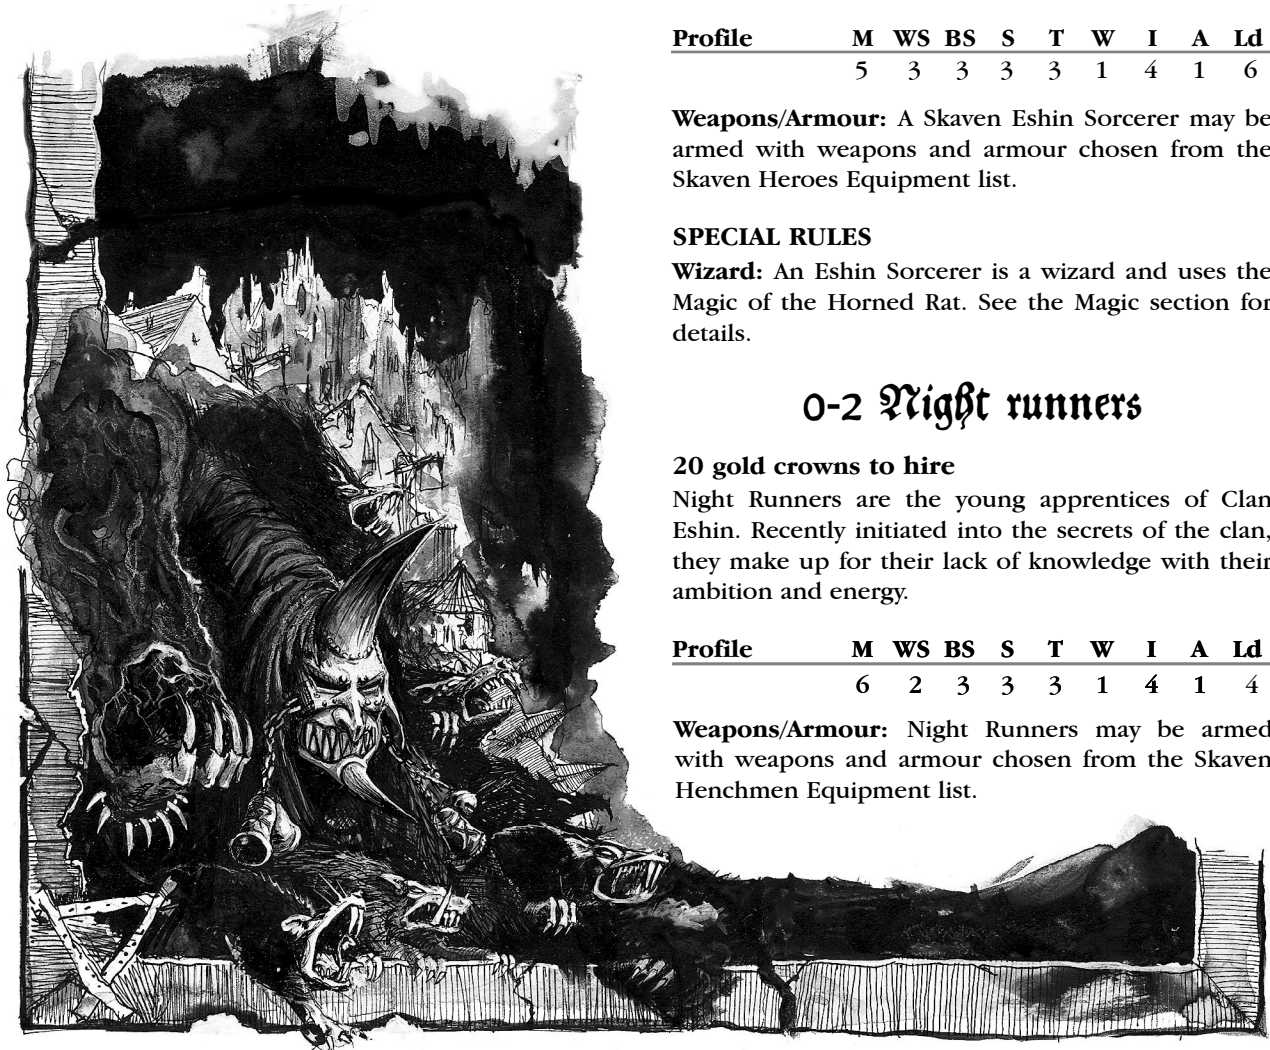 Profile M WS BS S T W I A Ld
5 3 3 3 3 1 4 1 6
Weapons/Armour: A Skaven Eshin Sorcerer may be
armed with weapons and armour chosen from the
Skaven Heroes Equipment list.
SPECIAL RULES
Wizard: An Eshin Sorcerer is a wizard and uses the
Magic of the Horned Rat. See the Magic section for
details.
0-2 Night runners
20 gold crowns to hire
Night Runners are the young apprentices of Clan
Eshin. Recently initiated into the secrets of the clan,
they make up for their lack of knowledge with their
ambition and energy.
Profile M WS BS S T W I A Ld
6 2 3 3 3 1 4 1 4
Weapons/Armour: Night Runners may be armed
with weapons and armour chosen from the Skaven
Henchmen Equipment list.